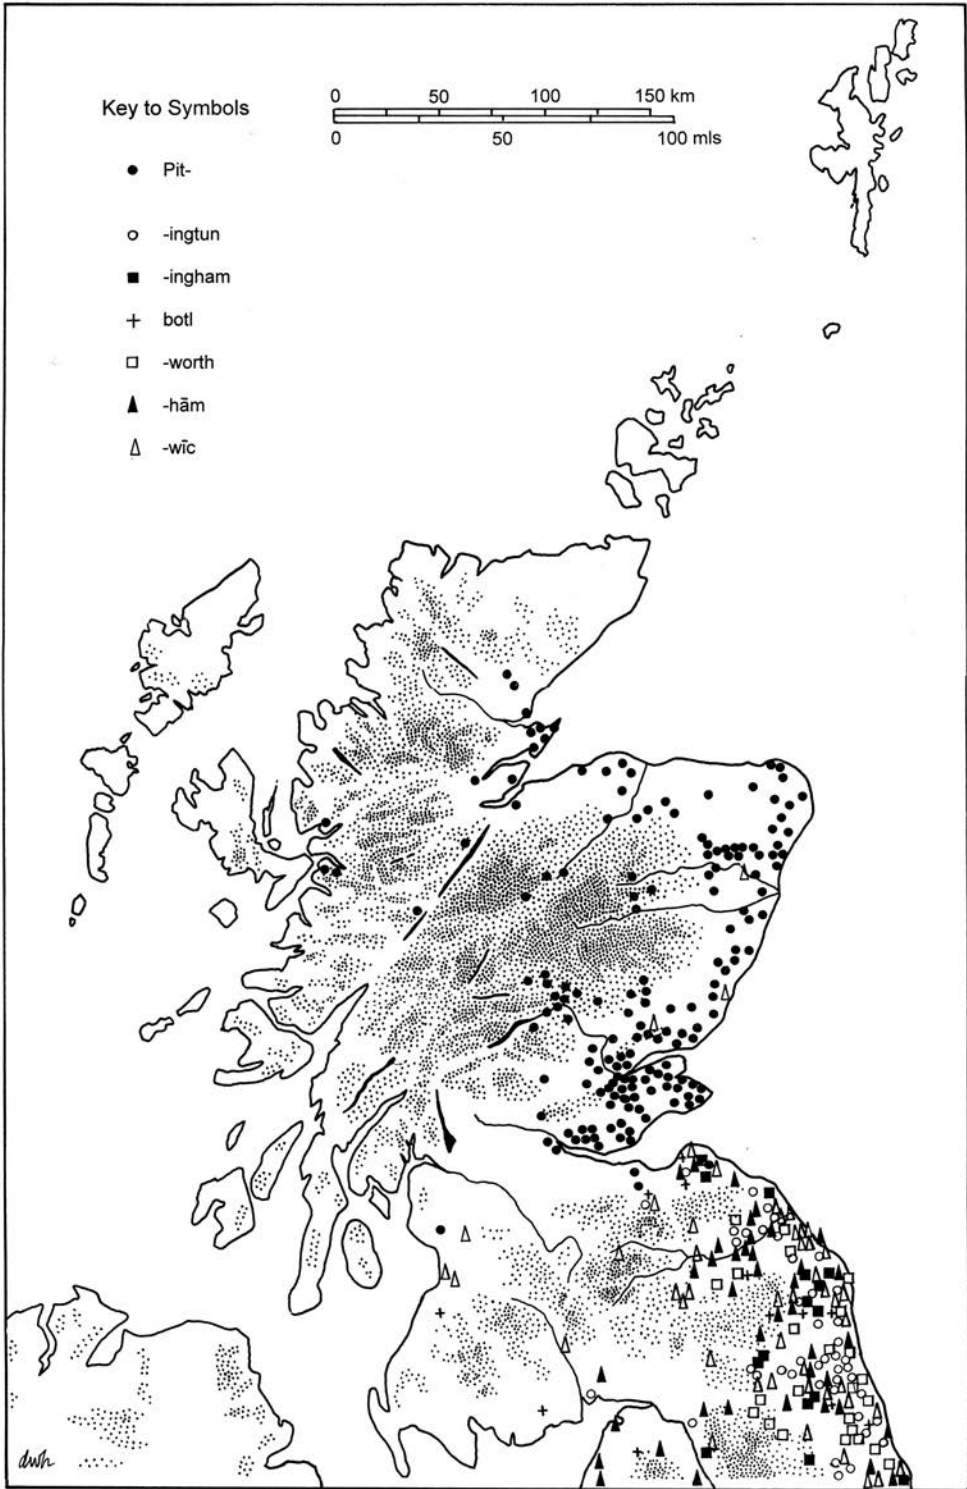 Key to Symbols
0 50 100 150 km
0 50 100 mls
Pit-
-ingtun
-ingham
botl
-worth
-hām
-wīc
dwh